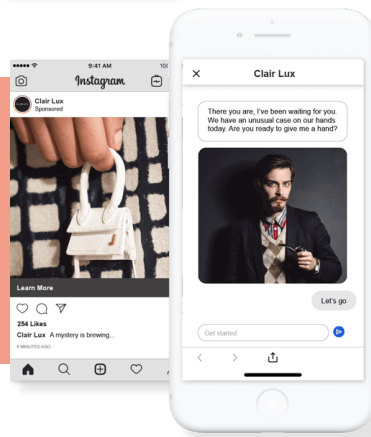 9:41 AM
Instagram
Clair Lux
Sponsored
Learn More
254 Likes
Clair Lux A mystery is brewing...
Clair Lux
There you are, I've been waiting for you.
We have an unusual case on our hands
today. Are you ready to give me a hand?
Let's go
Get started